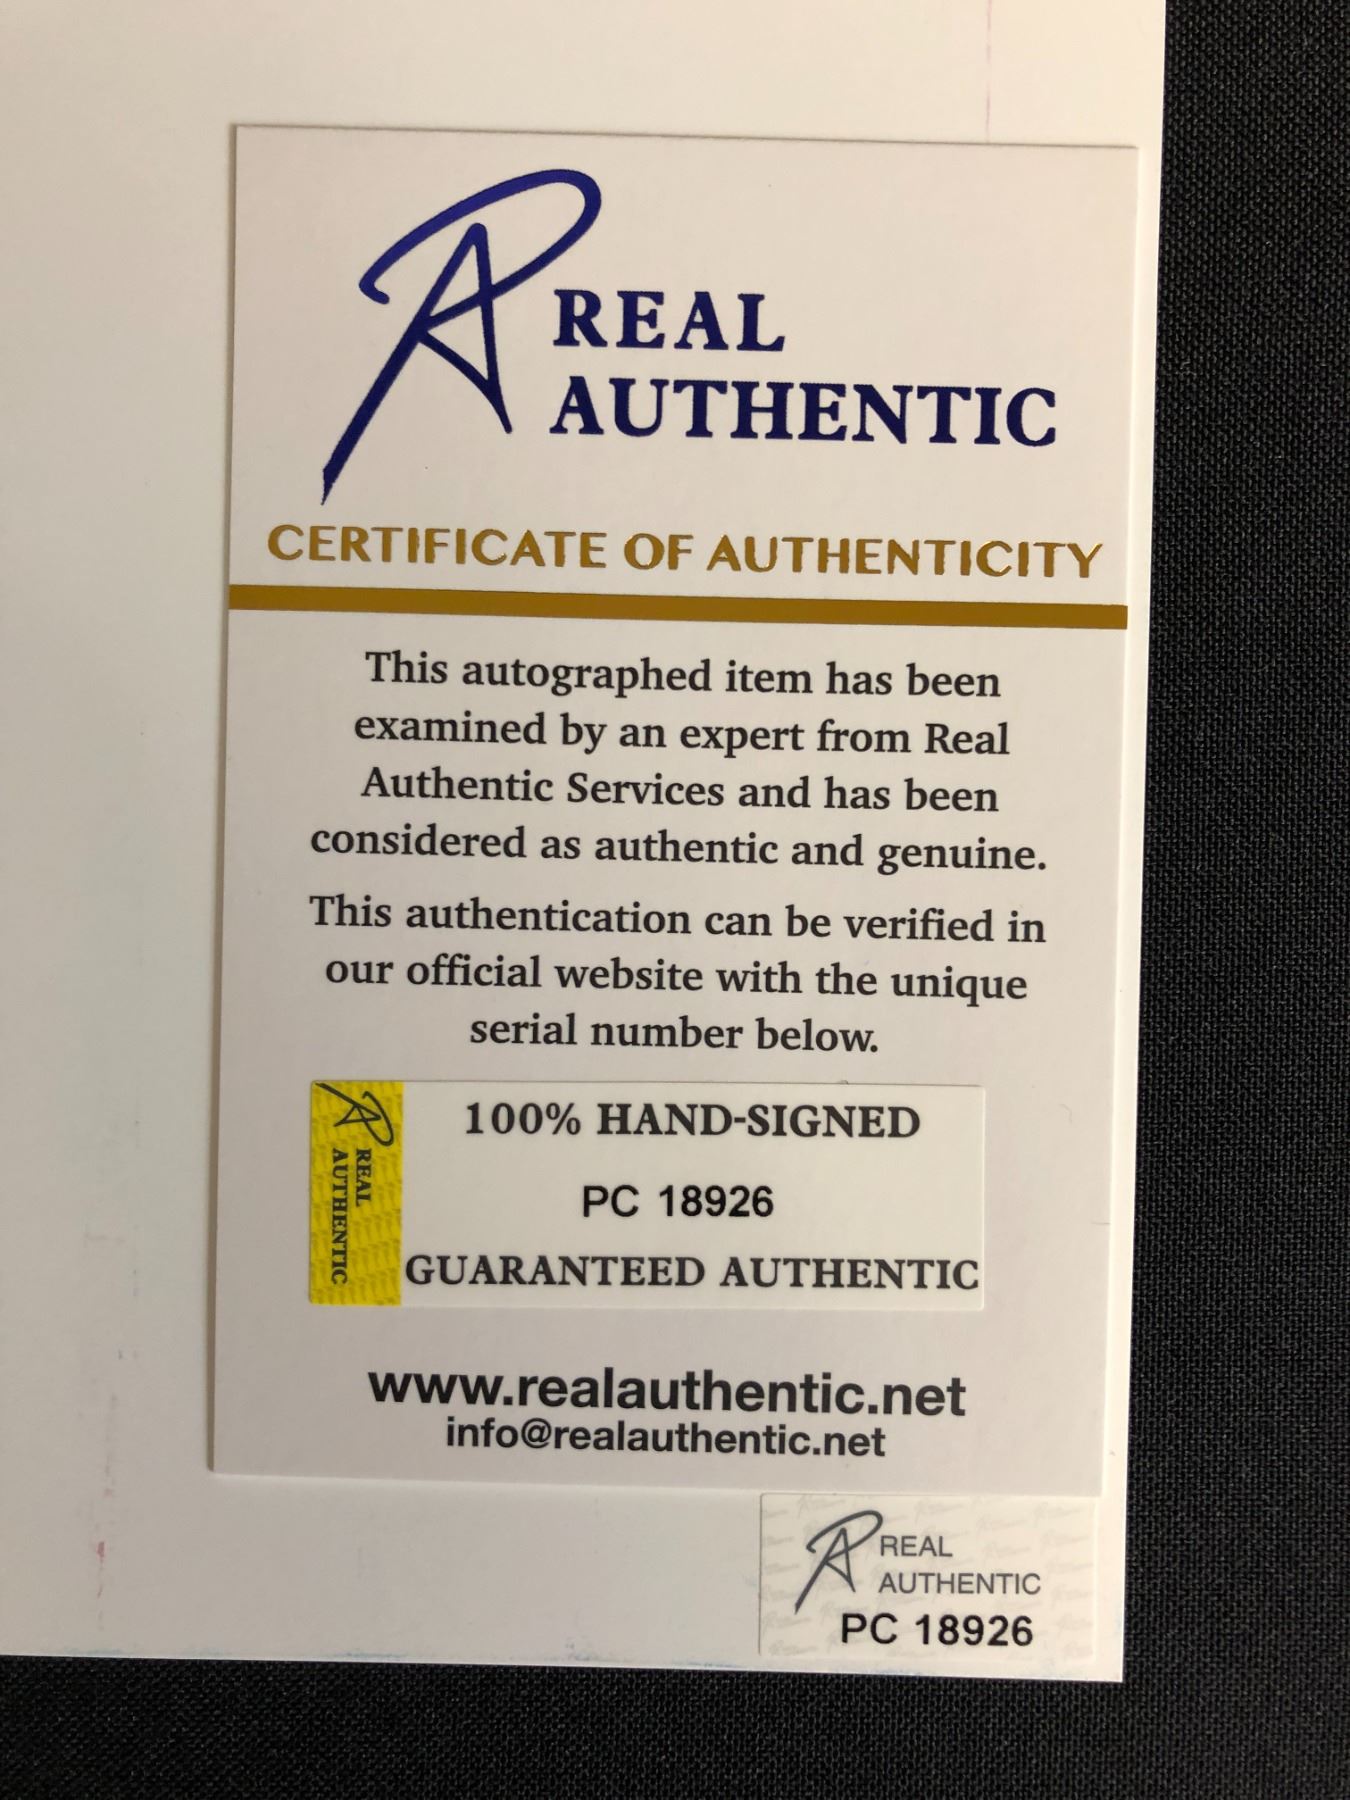 REAL
AUTHENTIC
CERTIFICATE OF AUTHENTICITY
This autographed item has been
examined by an expert from Real
Authentic Services and has been
considered as authentic and genuine.
This authentication can be verified in
our official website with the unique
serial number below.
REAL
AUTHENTIC
100% HAND-SIGNED
PC 18926
GUARANTEED AUTHENTIC
www.realauthentic.net
info@realauthentic.net
REAL
AUTHENTIC
PC 18926